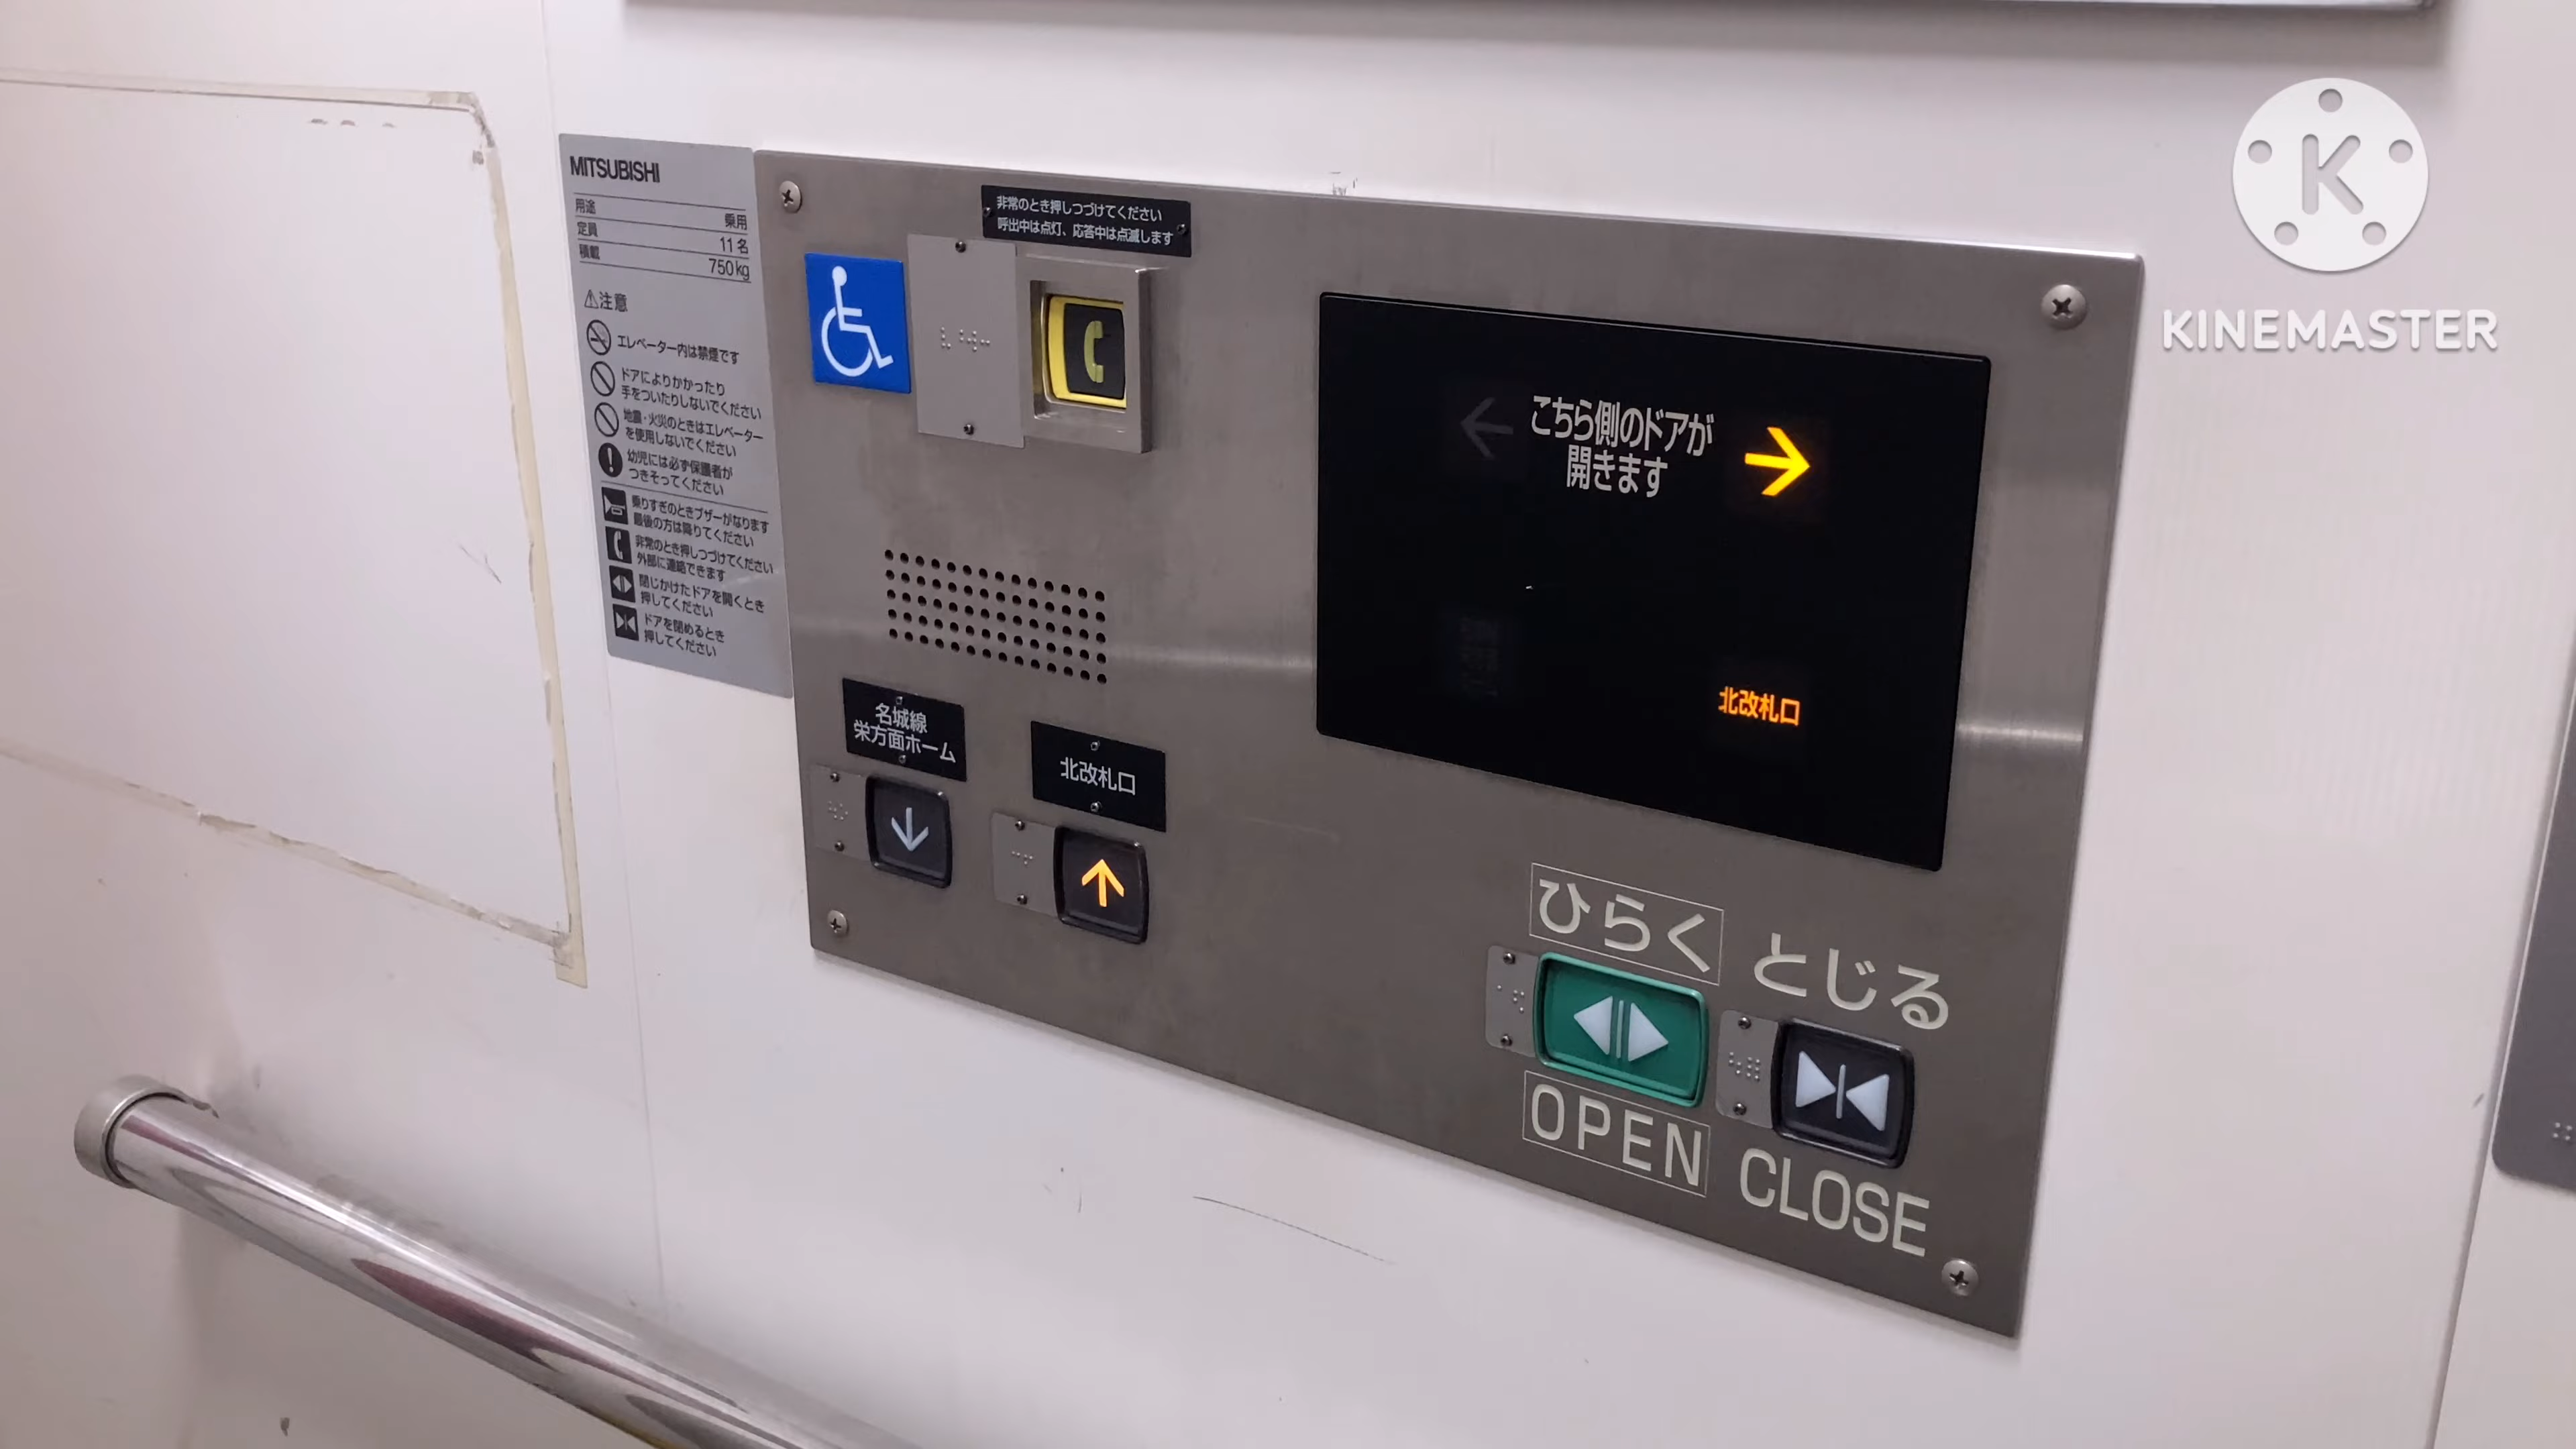 MITSUBISHI
用途 乗用
定員 11名
積載 750kg
⚠注意
エレベーター内は禁煙です
ドアによりかかったり
手をついたりしないでください
地震・火災のときはエレベーター
を使用しないでください
幼児には必ず保護者が
つきそってください
乗りすぎのときブザーがなります
最後の方は降りてください
非常のとき押しつづけてください
外部に連絡できます
閉じかけたドアを開くとき
押してください
ドアを閉めるとき
押してください
非常のとき押しつづけてください
呼出中は点灯、応答中は点滅します
こちら側のドアが
開きます
北改札口
名城線
栄方面ホーム
北改札口
ひらく
とじる
OPEN
CLOSE
K
KINEMASTER